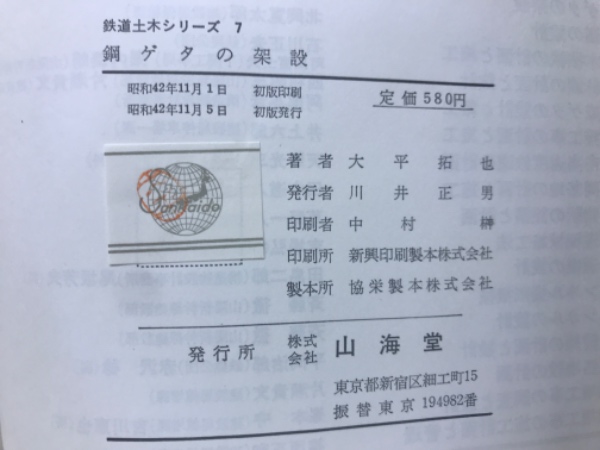 鉄道土木シリーズ 7
鋼ゲタの架設
昭和42年11月1日 初版印刷
昭和42年11月5日 初版発行
定価580円
著者 大平拓也
発行者 川井正男
印刷者 中村榊
印刷所 新興印刷製本株式会社
製本所 協栄製本株式会社
SanKaido
発行所 株式会社 山海堂
東京都新宿区細工町15
振替東京194982番